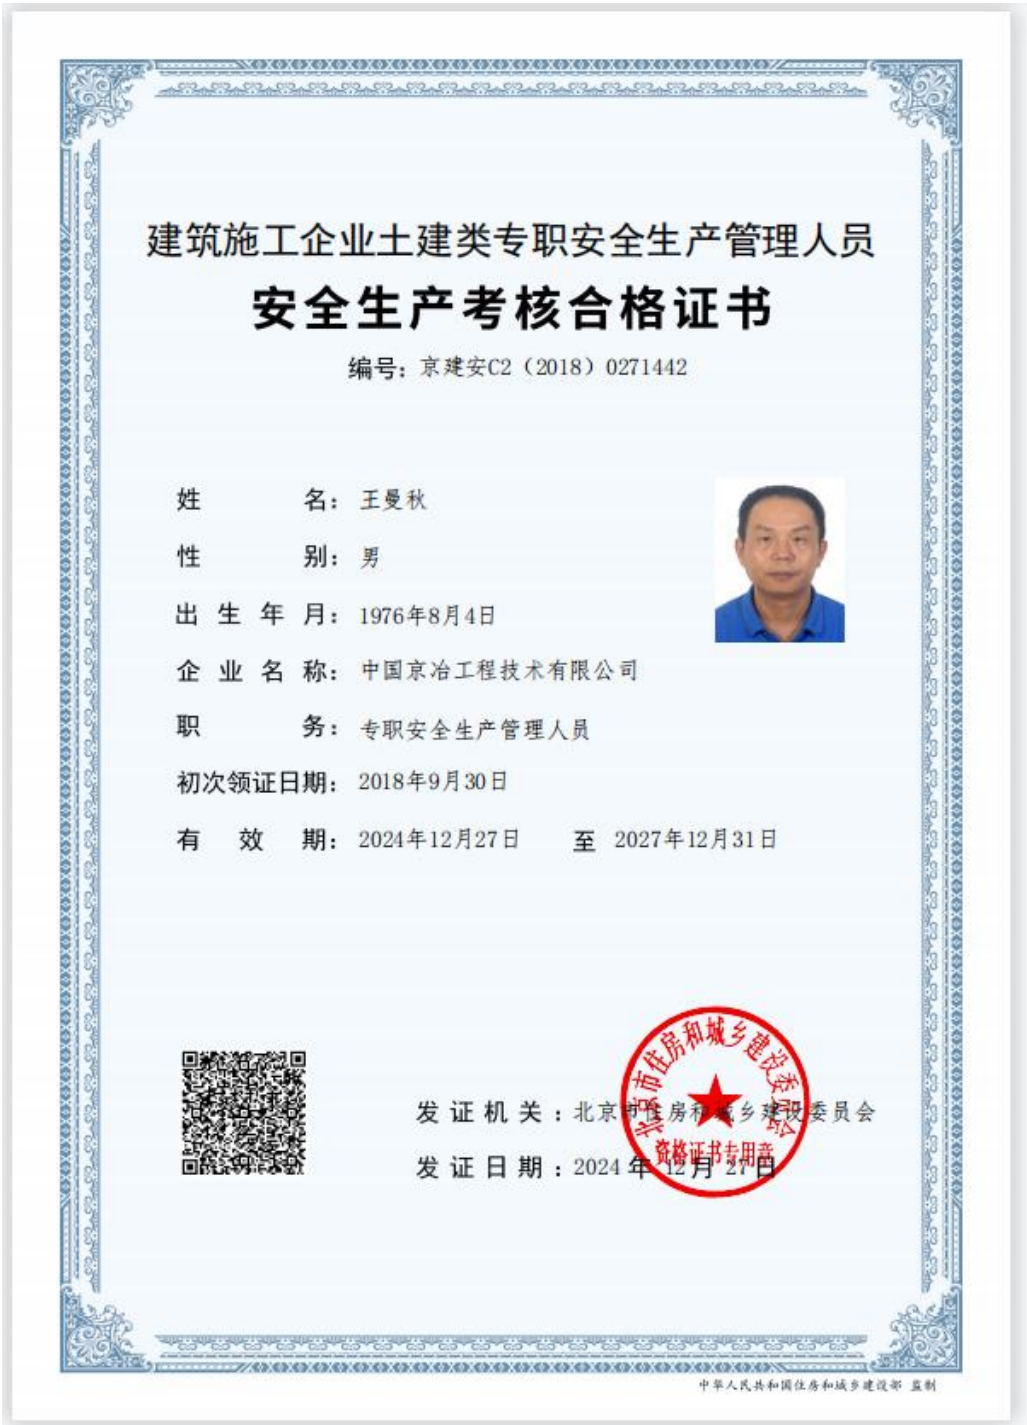 建筑施工企业土建类专职安全生产管理人员
安全生产考核合格证书
编号：京建安C2（2018）0271442
姓名：王曼秋
性别：男
出生年月：1976年8月4日
企业名称：中国京冶工程技术有限公司
职务：专职安全生产管理人员
初次领证日期：2018年9月30日
有效期：2024年12月27日 至 2027年12月31日
北京市住房和城乡建设委员会
资格证书专用章
发证机关：北京市住房和城乡建设委员会
发证日期：2024年12月27日
中华人民共和国住房和城乡建设部 监制